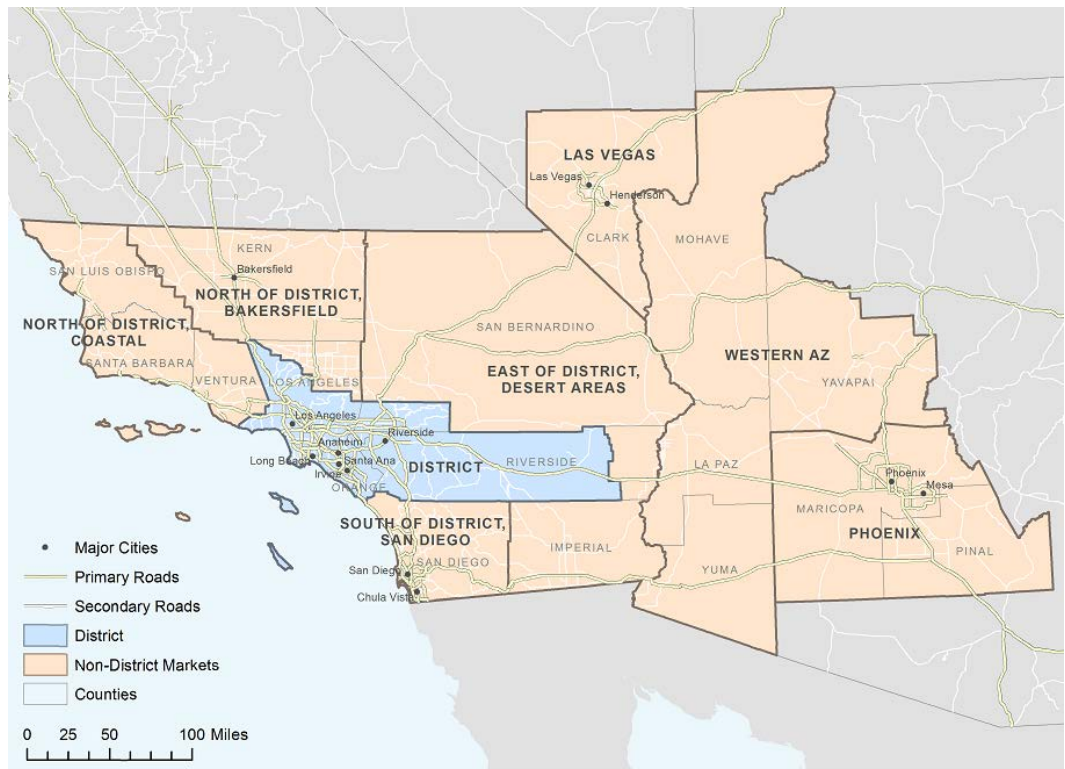 LAS VEGAS
Las Vegas
Henderson
CLARK
MOHAVE
KERN
Bakersfield
SAN LUIS OBISPO
NORTH OF DISTRICT,
BAKERSFIELD
NORTH OF DISTRICT,
COASTAL
SAN BERNARDINO
SANTA BARBARA
VENTURA
LOS ANGELES
EAST OF DISTRICT,
DESERT AREAS
WESTERN AZ
YAVAPAI
Los Angeles
Riverside
Anaheim
Long Beach
Santa Ana
Irvine
ORANGE
DISTRICT
RIVERSIDE
LA PAZ
Phoenix
Mesa
MARICOPA
PHOENIX
PINAL
SOUTH OF DISTRICT,
SAN DIEGO
IMPERIAL
San Diego
SAN DIEGO
Chula Vista
YUMA
Major Cities
Primary Roads
Secondary Roads
District
Non-District Markets
Counties
0 25 50 100 Miles